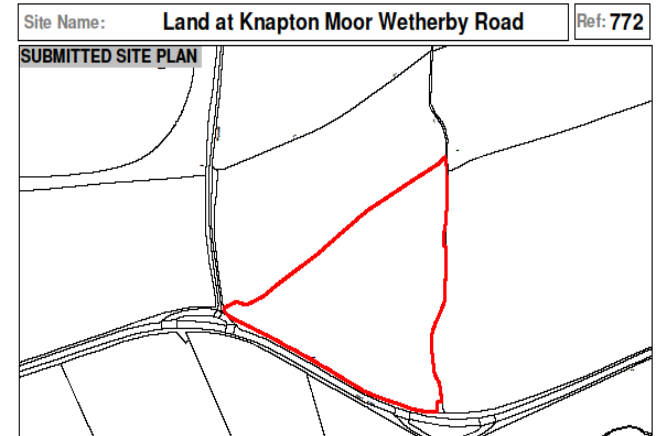 Site Name: Land at Knapton Moor Wetherby Road Ref: 772
SUBMITTED SITE PLAN